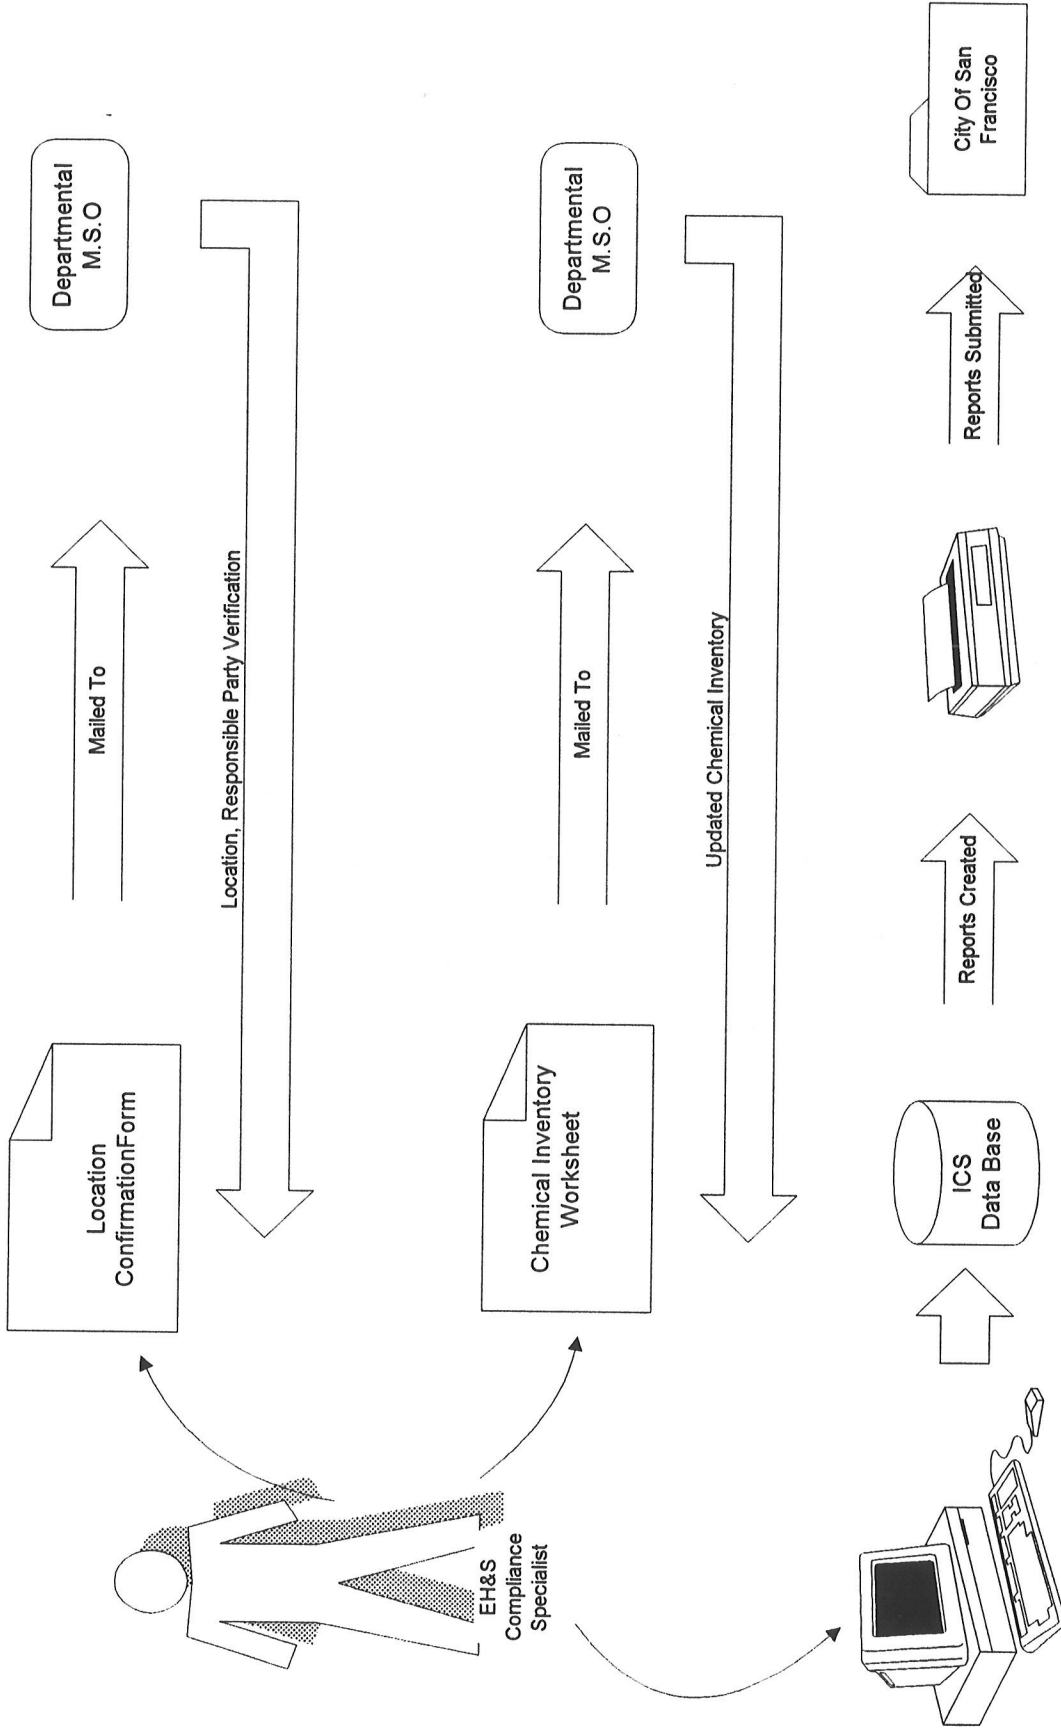 Location
ConfirmationForm
Mailed To
Departmental
M.S.O
Location, Responsible Party Verification
EH&S
Compliance
Specialist
Chemical Inventory
Worksheet
Mailed To
Departmental
M.S.O
Updated Chemical Inventory
ICS
Data Base
Reports Created
Reports Submitted
City Of San
Francisco